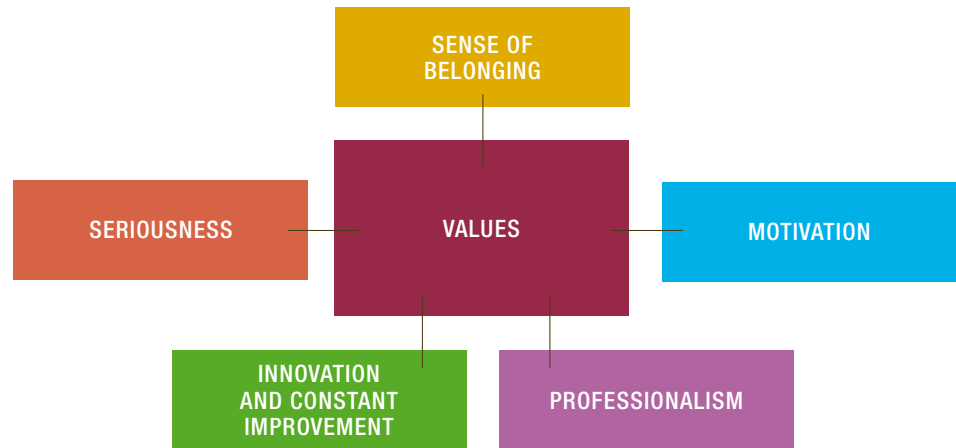 SENSE OF
BELONGING
SERIOUSNESS
VALUES
MOTIVATION
INNOVATION
AND CONSTANT
IMPROVEMENT
PROFESSIONALISM